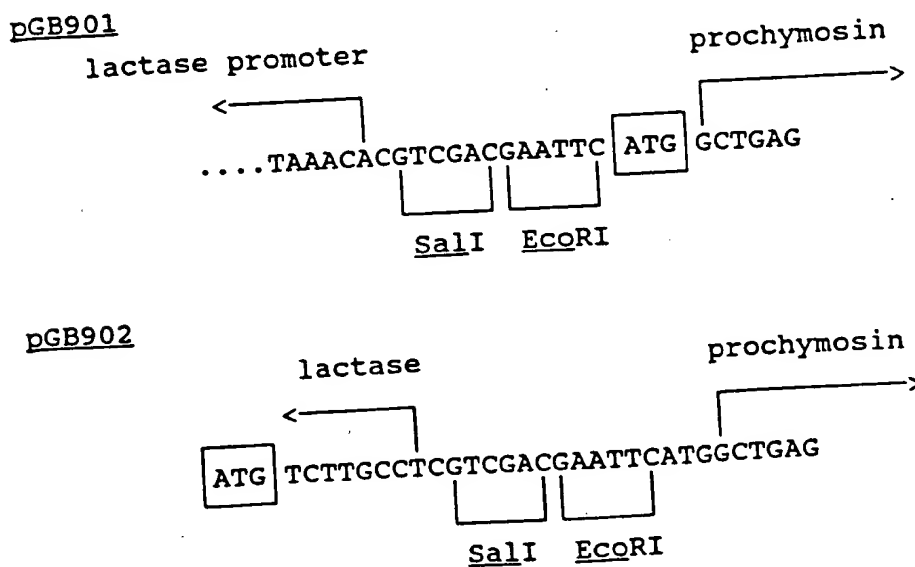 pGB901
prochymosin
lactase promoter
....TAAACACGTCGACGAATTC ATG GCTGAG
SalI EcoRI
pGB902
prochymosin
lactase
ATG TCTTGCCTCGTCGACGAATTCATGGCTGAG
SalI EcoRI